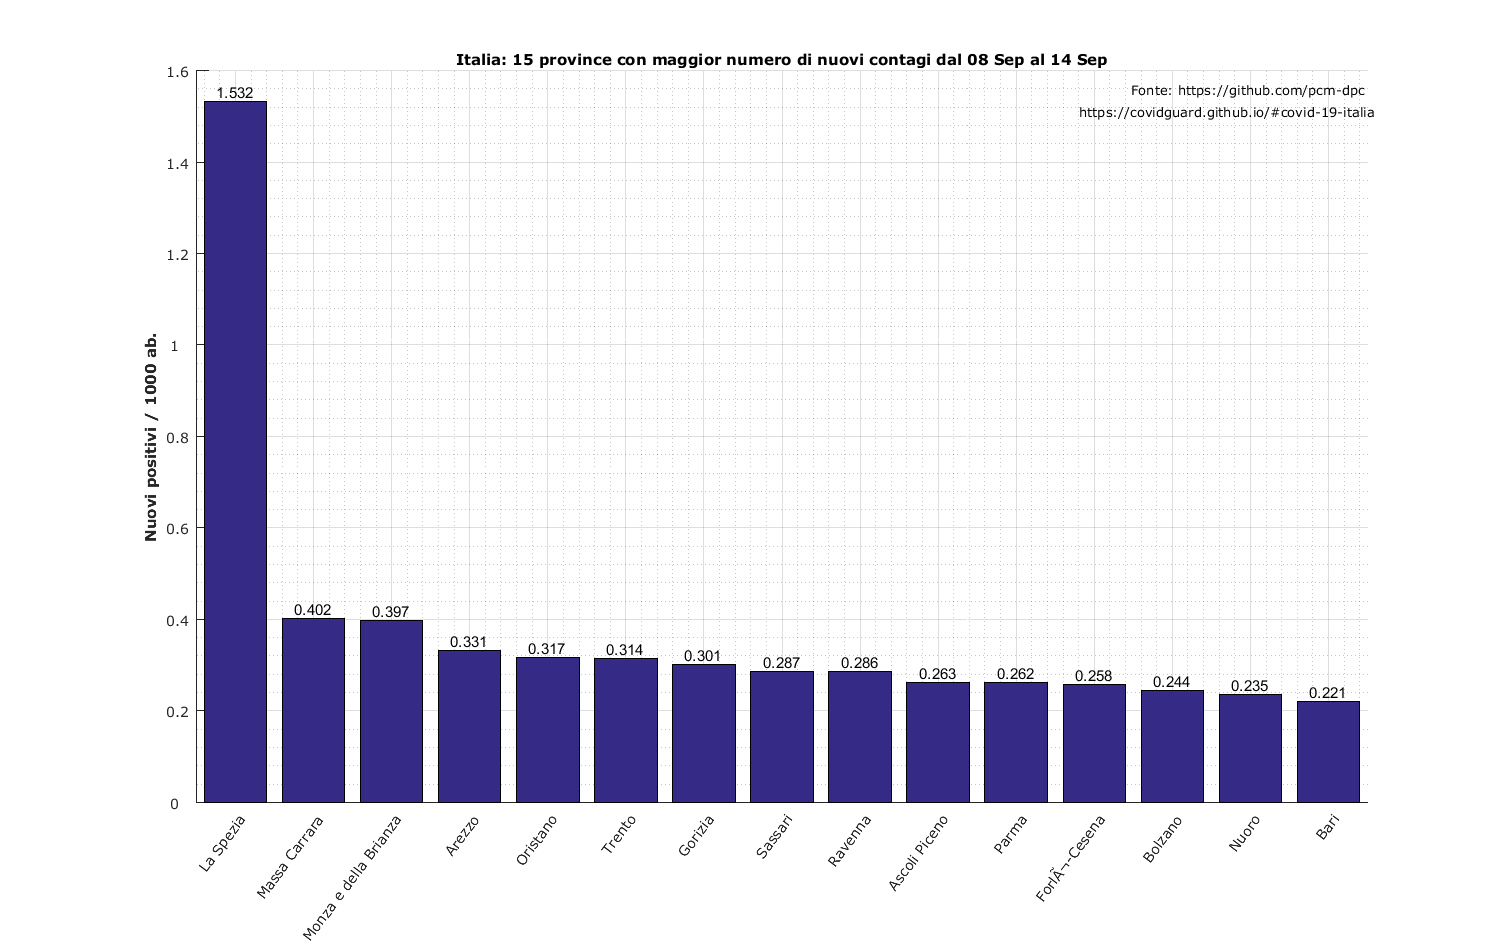 Italia: 15 province con maggior numero di nuovi contagi dal 08 Sep al 14 Sep
Fonte: https://github.com/pcm-dpc
https://covidguard.github.io/#covid-19-italia
Nuovi positivi / 1000 ab.
1.6
1.4
1.2
1
0.8
0.6
0.4
0.2
0
1.532
0.402
0.397
0.331
0.317
0.314
0.301
0.287
0.286
0.263
0.262
0.258
0.244
0.235
0.221
La Spezia
Massa Carrara
Monza e della Brianza
Arezzo
Oristano
Trento
Gorizia
Sassari
Ravenna
Ascoli Piceno
Parma
ForlÃ¬-Cesena
Bolzano
Nuoro
Bari